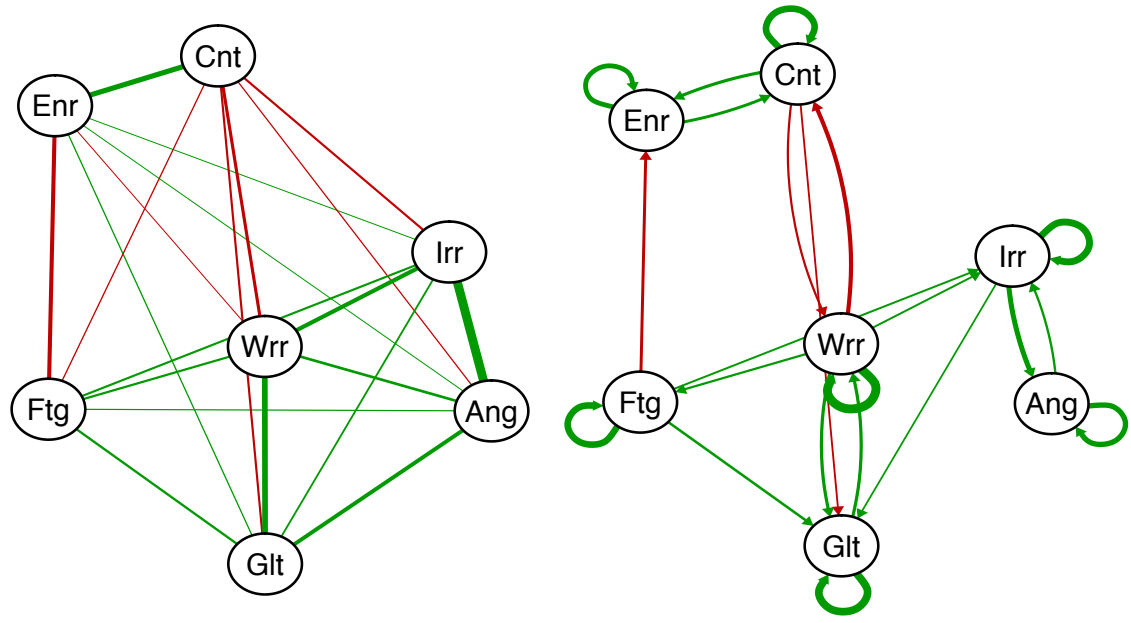 Cnt
Enr
Irr
Wrr
Ftg
Ang
Glt
Cnt
Enr
Irr
Wrr
Ftg
Ang
Glt